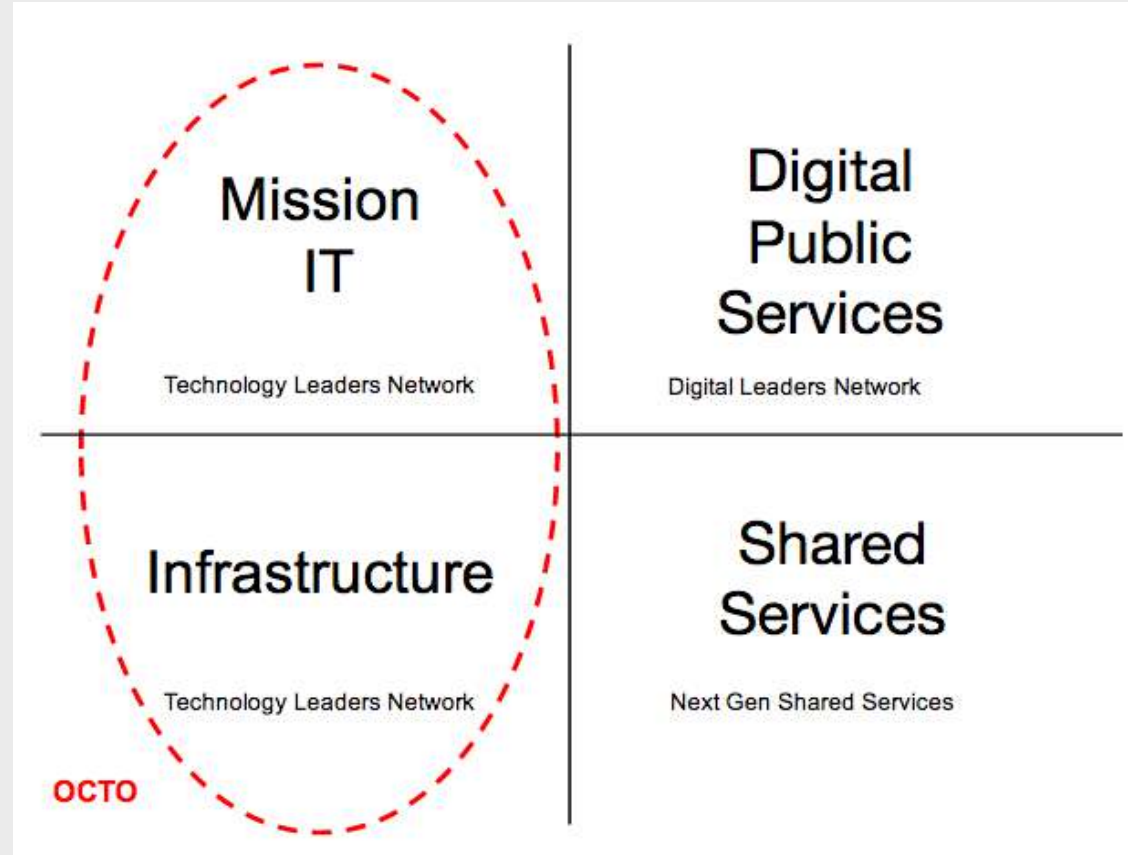 Mission
IT
Technology Leaders Network
Digital
Public
Services
Digital Leaders Network
Infrastructure
Technology Leaders Network
Shared
Services
Next Gen Shared Services
OCTO